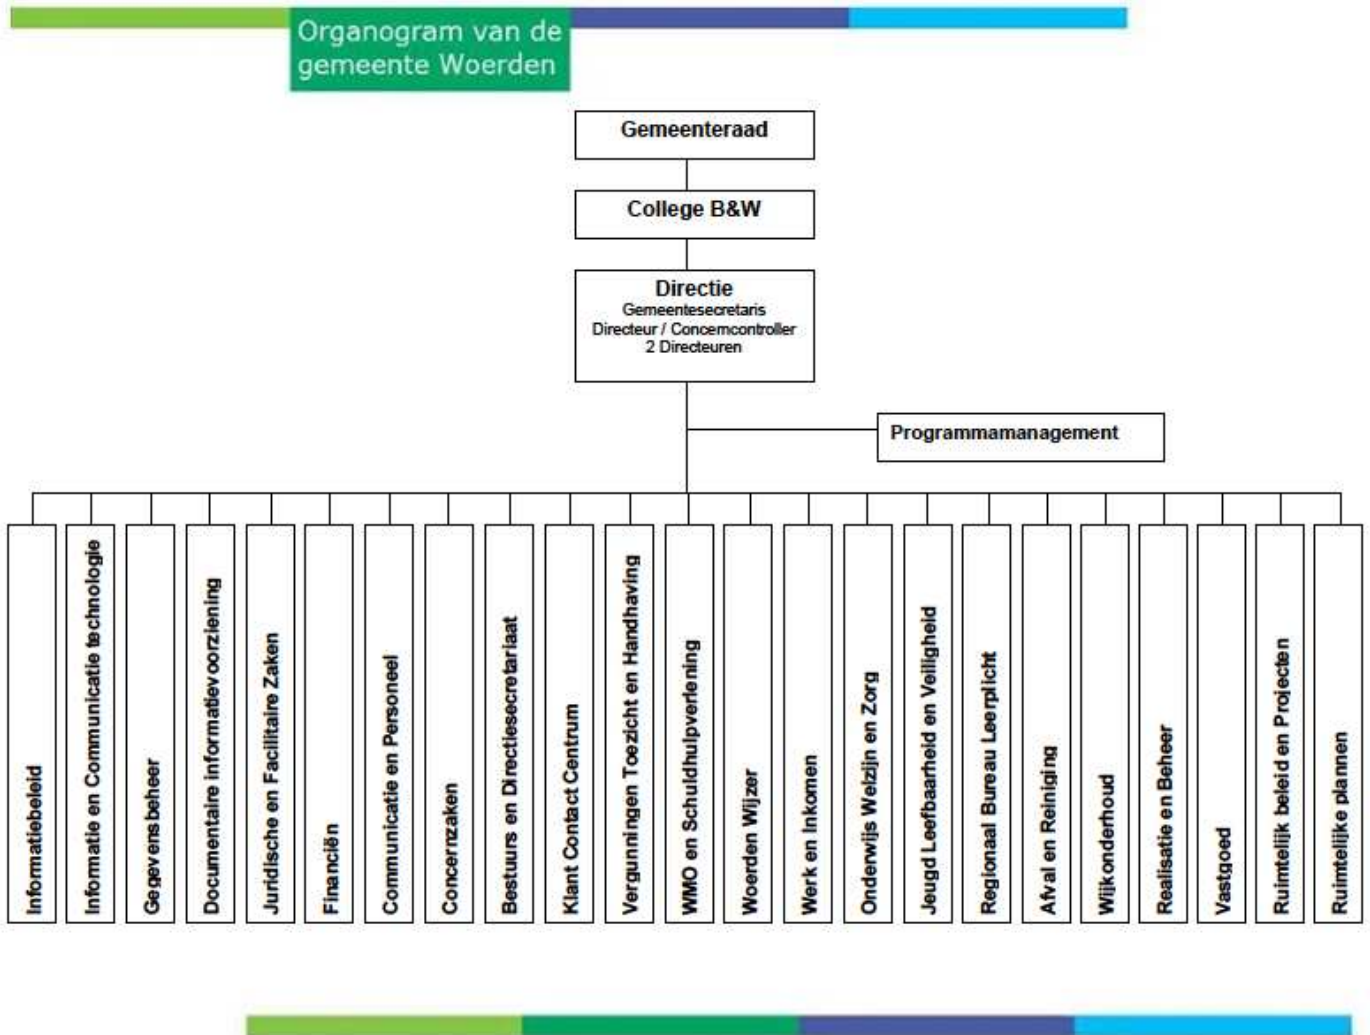 Organogram van de
gemeente Woerden
Gemeenteraad
College B&W
Directie
Gemeentesecretaris
Directeur / Concerncontroller
2 Directeuren
Programmamanagement
Informatiebeleid
Informatie en Communicatie technologie
Gegevensbeheer
Documentaire informatievoorziening
Juridische en Facilitaire Zaken
Financiën
Communicatie en Personeel
Concernzaken
Bestuurs en Directiesecretariaat
Klant Contact Centrum
Vergunningen Toezicht en Handhaving
WMO en Schuldhulpverlening
Woerden Wijzer
Werk en Inkomen
Onderwijs Welzijn en Zorg
Jeugd Leefbaarheid en Veiligheid
Regionaal Bureau Leerplicht
Afval en Reiniging
Wijkonderhoud
Realisatie en Beheer
Vastgoed
Ruimtelijk beleid en Projecten
Ruimtelijke plannen